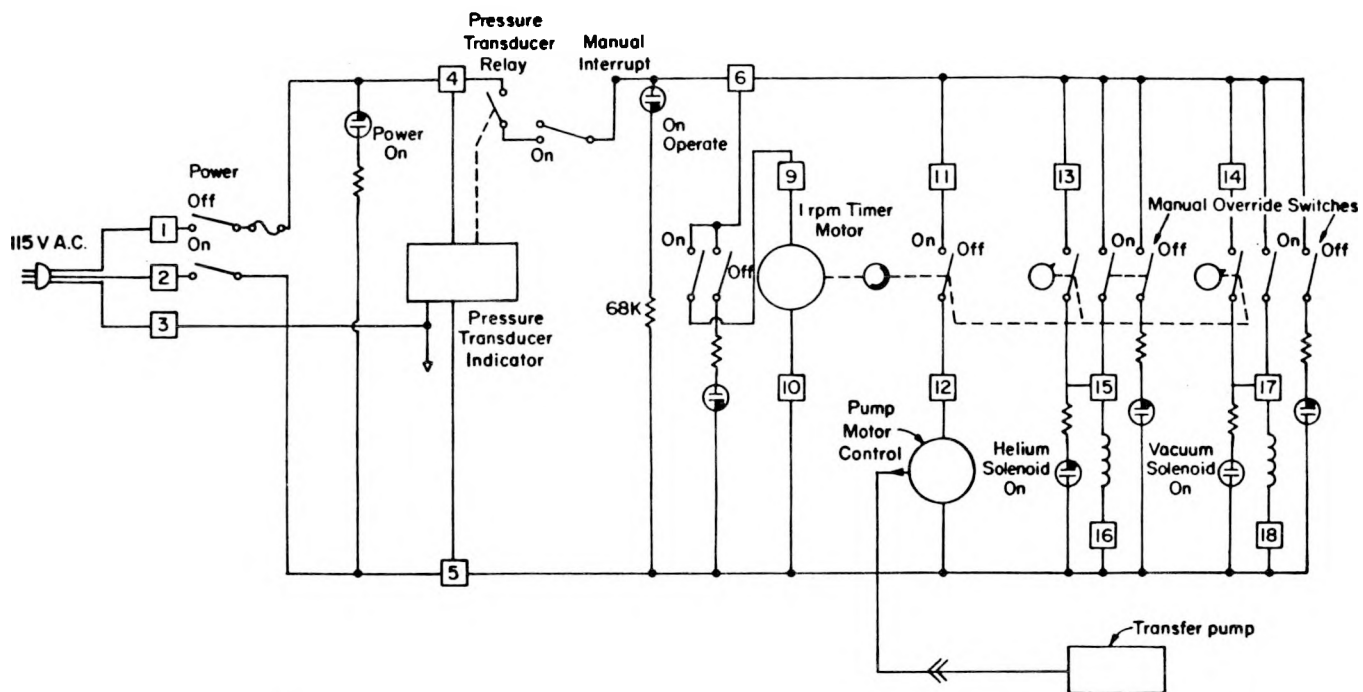 Pressure
Transducer
Relay
Manual
Interrupt
4
6
On
Operate
Power
On
On
Power
Off
On
1
2
3
115 V A.C.
Pressure
Transducer
Indicator
68K
On
Off
9
1 rpm Timer
Motor
10
11
Off
On
12
Pump
Motor
Control
13
On
Off
Manual Override Switches
14
On
Off
15
Helium
Solenoid
On
16
17
Vacuum
Solenoid
On
18
5
Transfer pump